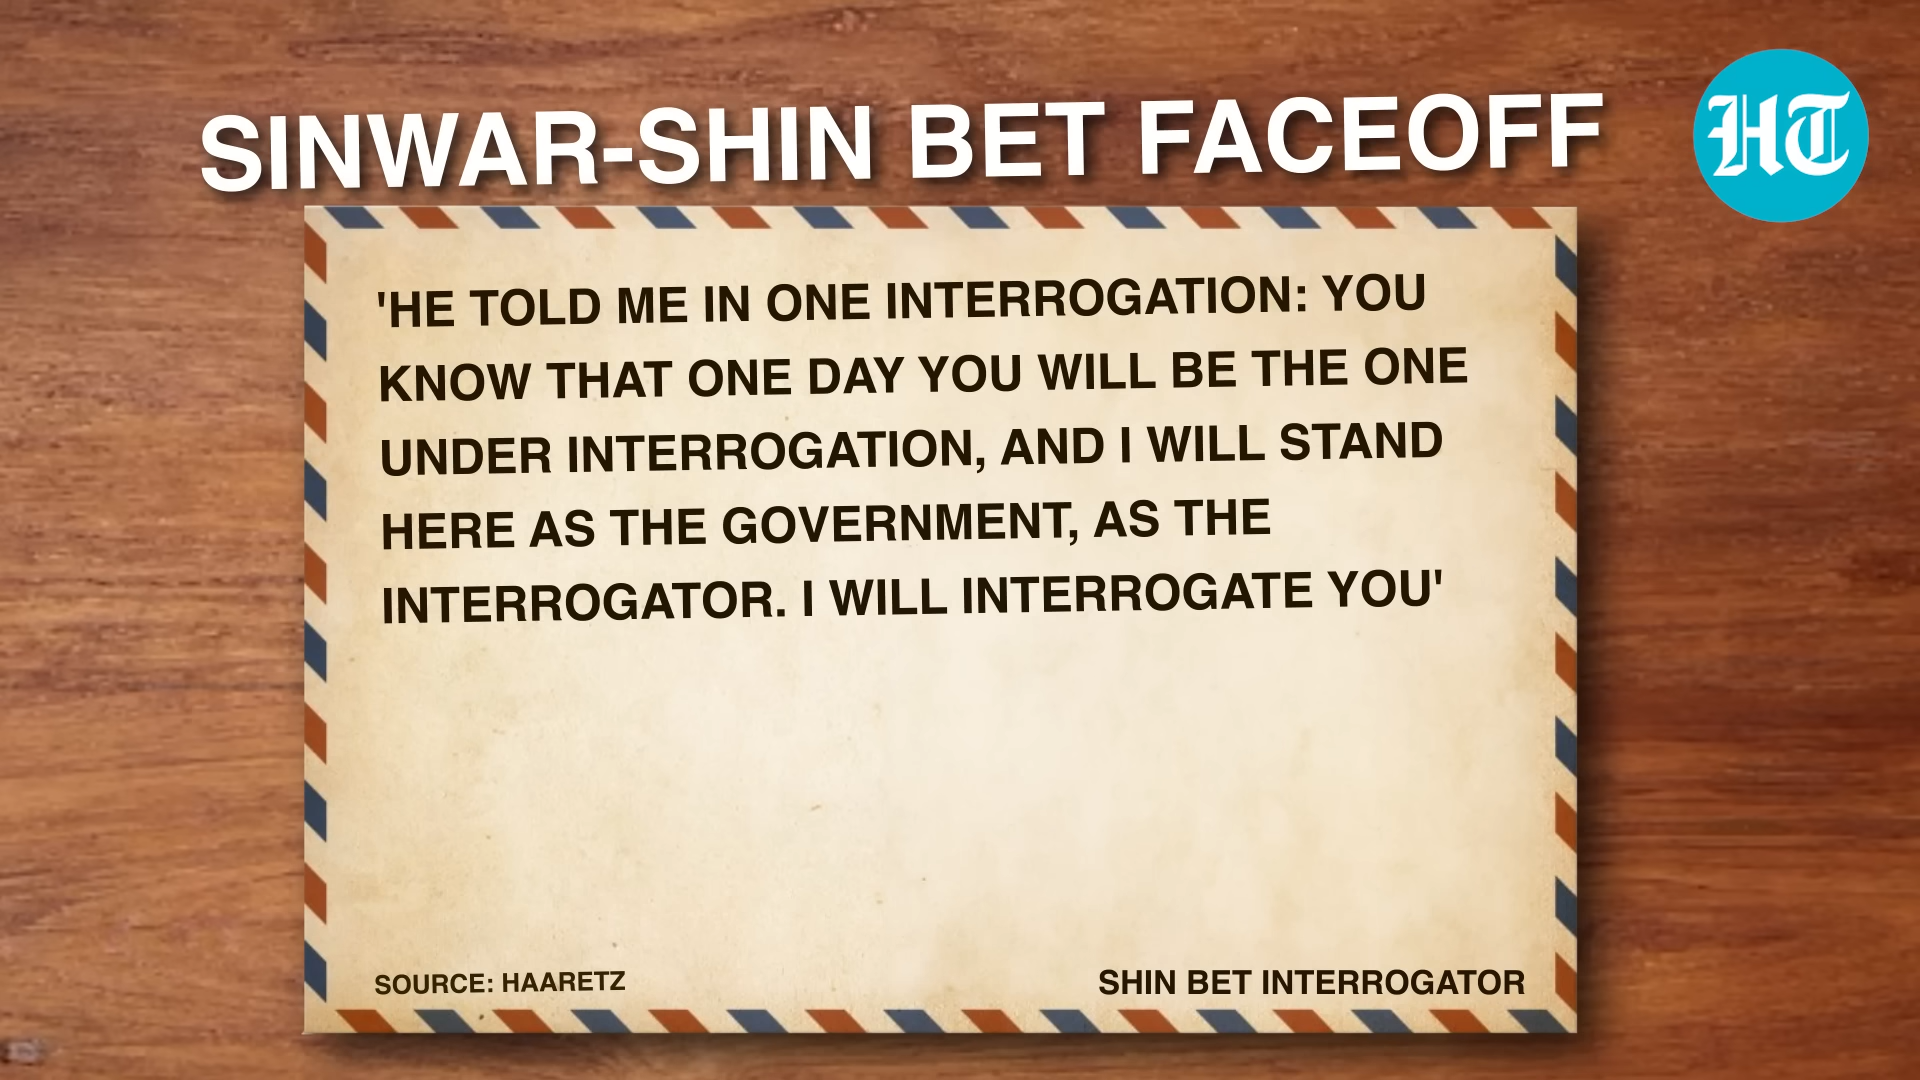 SINWAR-SHIN BET FACEOFF
HT
'HE TOLD ME IN ONE INTERROGATION: YOU
KNOW THAT ONE DAY YOU WILL BE THE ONE
UNDER INTERROGATION, AND I WILL STAND
HERE AS THE GOVERNMENT, AS THE
INTERROGATOR. I WILL INTERROGATE YOU'
SOURCE: HAARETZ
SHIN BET INTERROGATOR